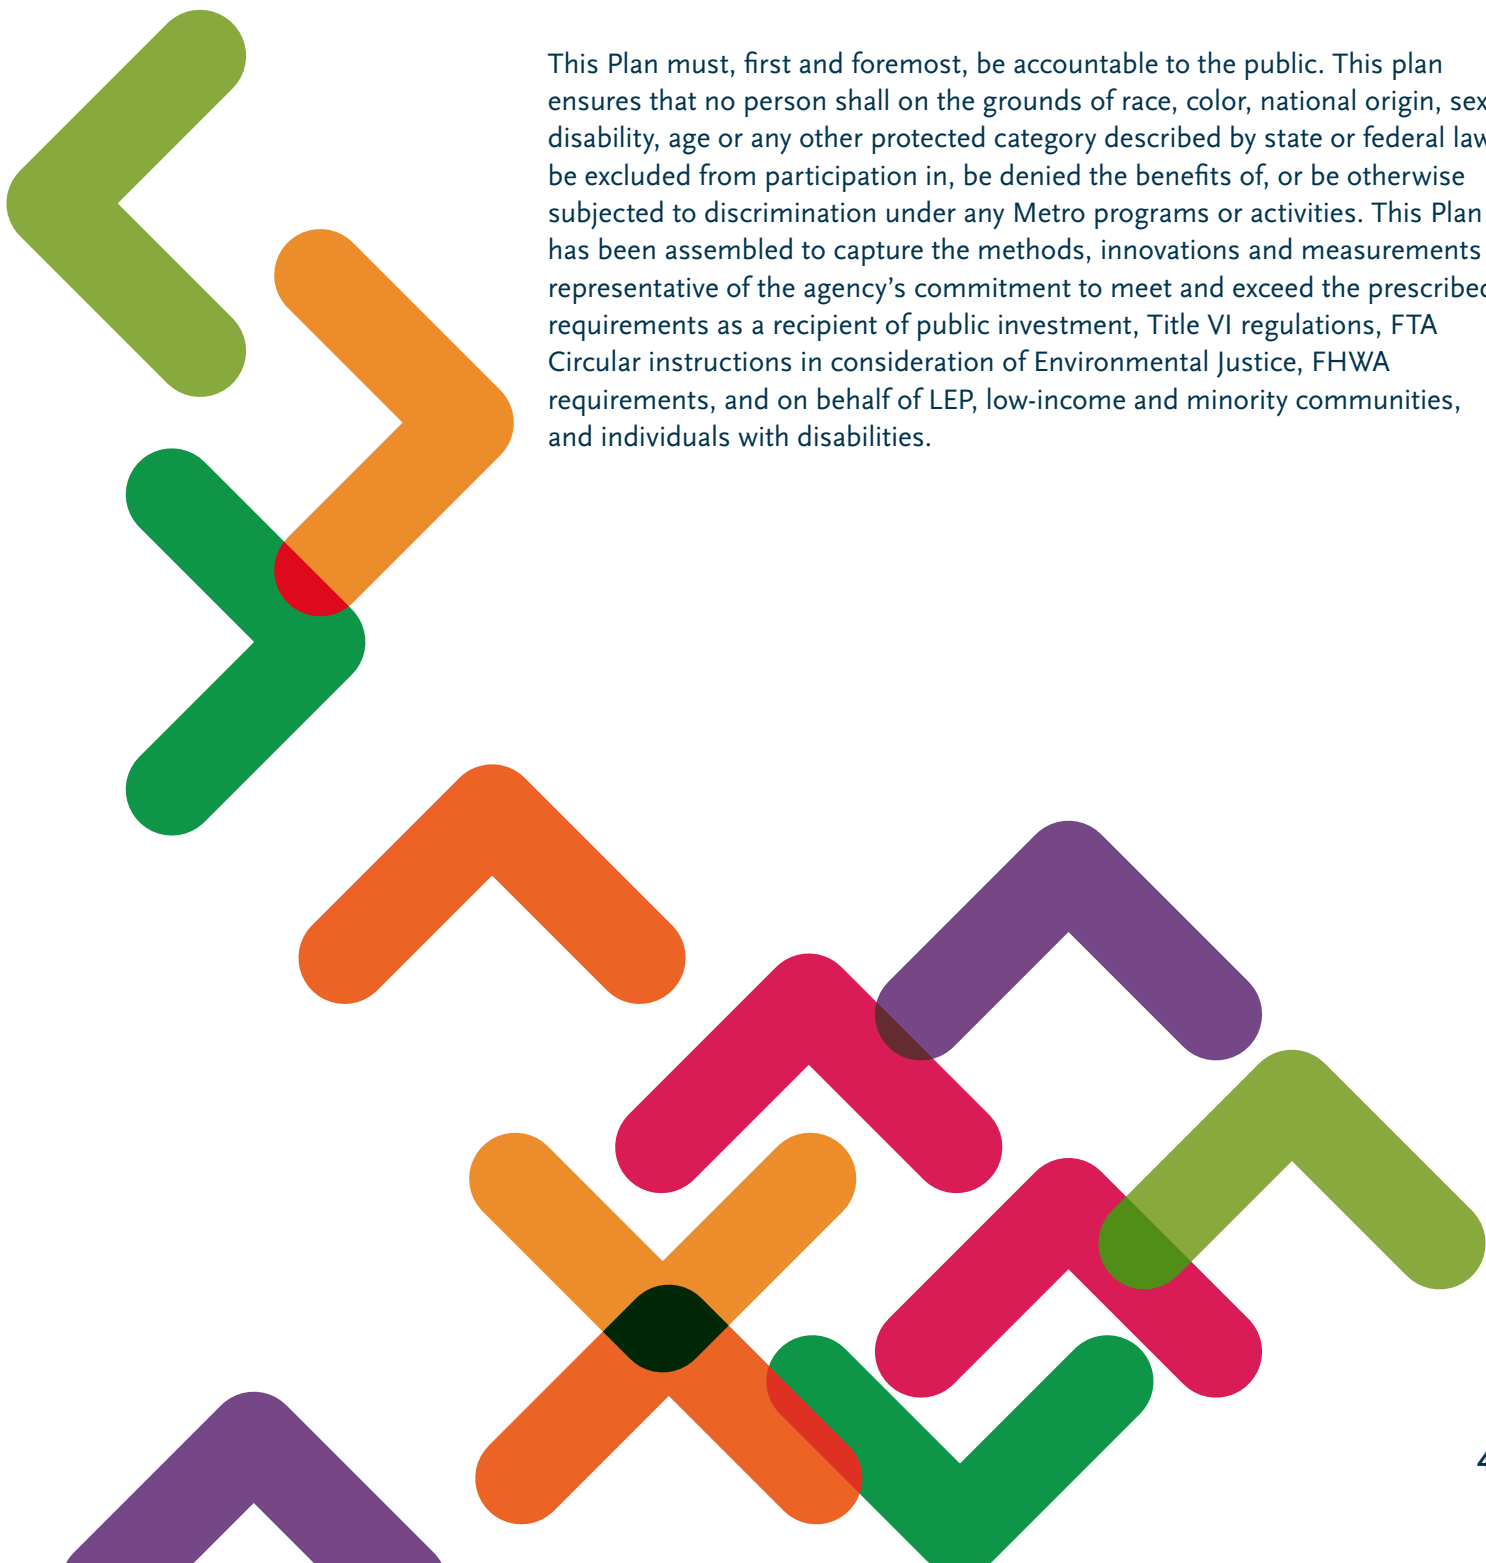 This Plan must, first and foremost, be accountable to the public. This plan
ensures that no person shall on the grounds of race, color, national origin, sex
disability, age or any other protected category described by state or federal law
be excluded from participation in, be denied the benefits of, or be otherwise
subjected to discrimination under any Metro programs or activities. This Plan
has been assembled to capture the methods, innovations and measurements
representative of the agency’s commitment to meet and exceed the prescribed
requirements as a recipient of public investment, Title VI regulations, FTA
Circular instructions in consideration of Environmental Justice, FHWA
requirements, and on behalf of LEP, low-income and minority communities,
and individuals with disabilities.